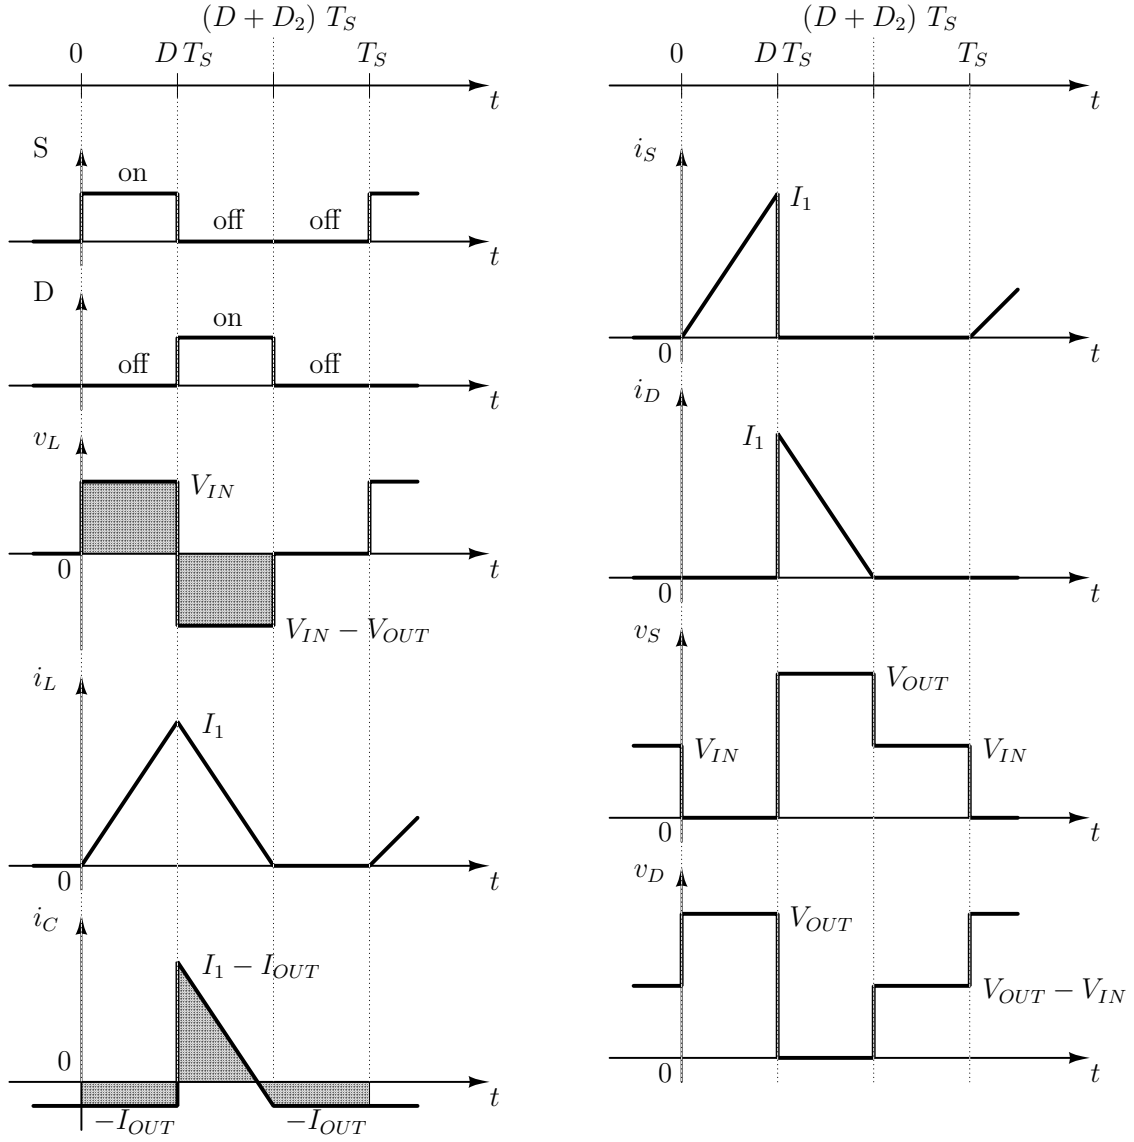 (D + D₂) T_S
0 D T_S T_S
t
S
on
off off
t
D
on
off off
t
v_L
V_IN
0
V_IN − V_OUT
t
i_L
I₁
0
t
i_C
I₁ − I_OUT
0
t
−I_OUT −I_OUT
(D + D₂) T_S
0 D T_S T_S
t
i_S
I₁
0
t
i_D
I₁
0
t
v_S
V_OUT
V_IN V_IN
0
t
v_D
V_OUT
V_OUT − V_IN
0
t